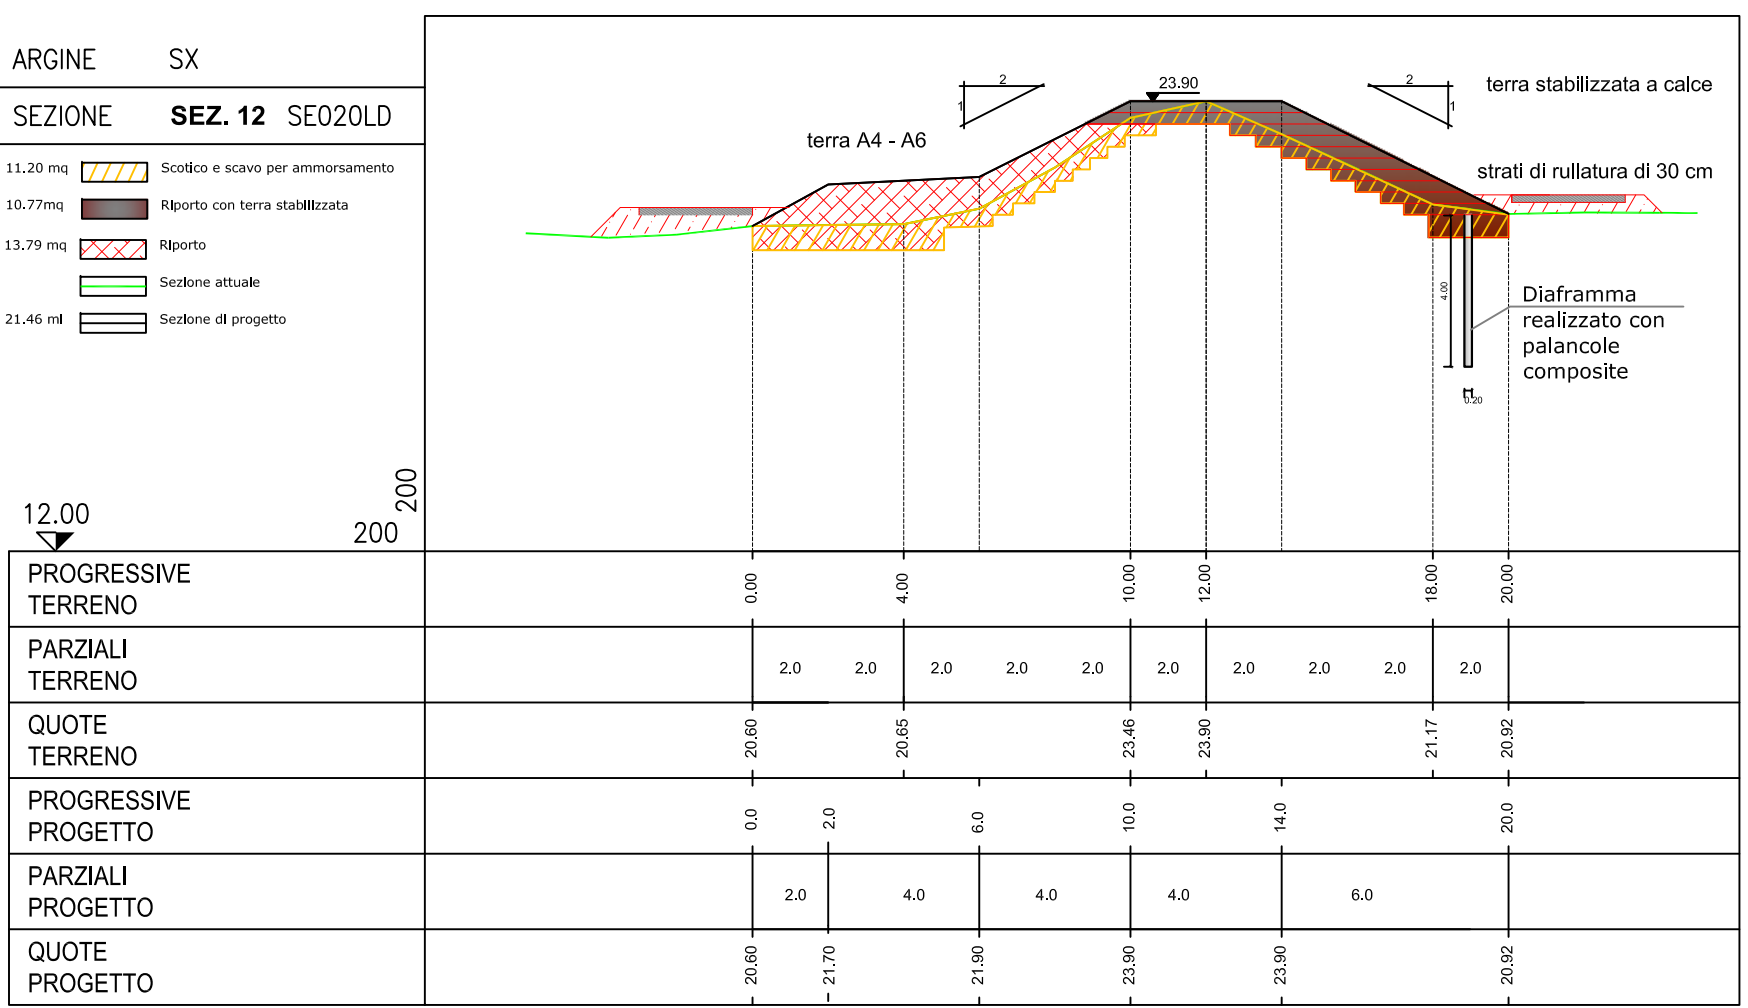 ARGINE SX
SEZIONE SEZ. 12 SE020LD
11.20 mq Scotico e scavo per ammorsamento
10.77mq Riporto con terra stabilizzata
13.79 mq Riporto
Sezione attuale
21.46 ml Sezione di progetto
12.00
200
200
terra A4 - A6
2
1
23.90
2
1
terra stabilizzata a calce
strati di rullatura di 30 cm
4.00
0.20
Diaframma
realizzato con
palancole
composite
PROGRESSIVE
TERRENO
0.00 4.00 10.00 12.00 18.00 20.00
PARZIALI
TERRENO
2.0 2.0 2.0 2.0 2.0 2.0 2.0 2.0 2.0 2.0
QUOTE
TERRENO
20.60 20.65 23.46 23.90 21.17 20.92
PROGRESSIVE
PROGETTO
0.0 2.0 6.0 10.0 14.0 20.0
PARZIALI
PROGETTO
2.0 4.0 4.0 4.0 6.0
QUOTE
PROGETTO
20.60 21.70 21.90 23.90 23.90 20.92